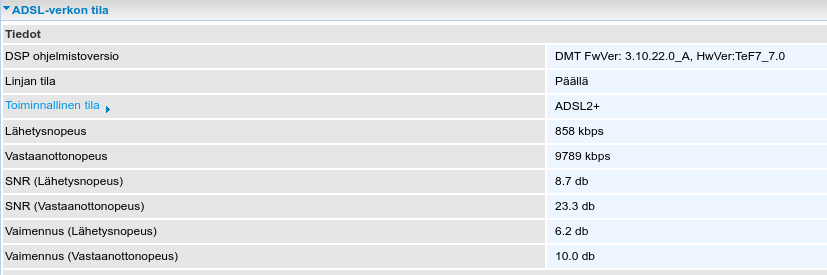 ADSL-verkon tila
Tiedot
DSP ohjelmistoversio DMT FwVer: 3.10.22.0_A, HwVer:TeF7_7.0
Linjan tila Päällä
Toiminnallinen tila ADSL2+
Lähetysnopeus 858 kbps
Vastaanottonopeus 9789 kbps
SNR (Lähetysnopeus) 8.7 db
SNR (Vastaanottonopeus) 23.3 db
Vaimennus (Lähetysnopeus) 6.2 db
Vaimennus (Vastaanottonopeus) 10.0 db